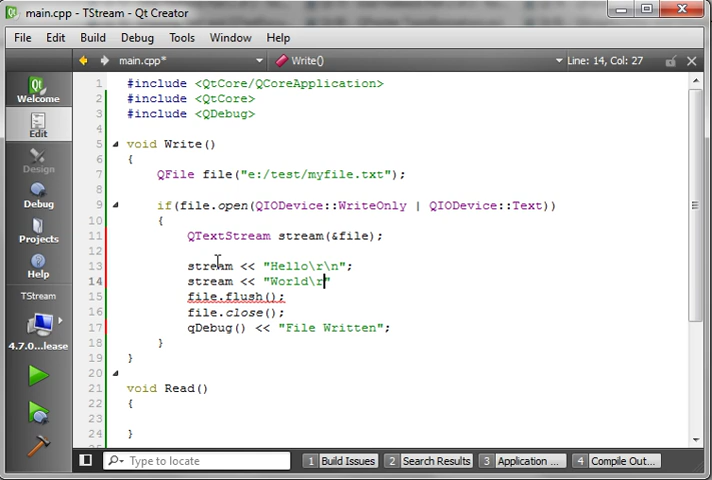 main.cpp - TStream - Qt Creator
File Edit Build Debug Tools Window Help
main.cpp* Write() Line: 14, Col: 27
Welcome
Edit
Design
Debug
Projects
Help
TStream
4.7.0...lease
1 #include <QtCore/QCoreApplication>
2 #include <QtCore>
3 #include <QDebug>
4
5 void Write()
6 {
7 QFile file("e:/test/myfile.txt");
8
9 if(file.open(QIODevice::WriteOnly | QIODevice::Text))
10 {
11 QTextStream stream(&file);
12
13 stream << "Hello\r\n";
14 stream << "World\r"
15 file.flush();
16 file.close();
17 qDebug() << "File Written";
18 }
19 }
20
21 void Read()
22 {
23
24 }
Type to locate 1 Build Issues 2 Search Results 3 Application ... 4 Compile Out...